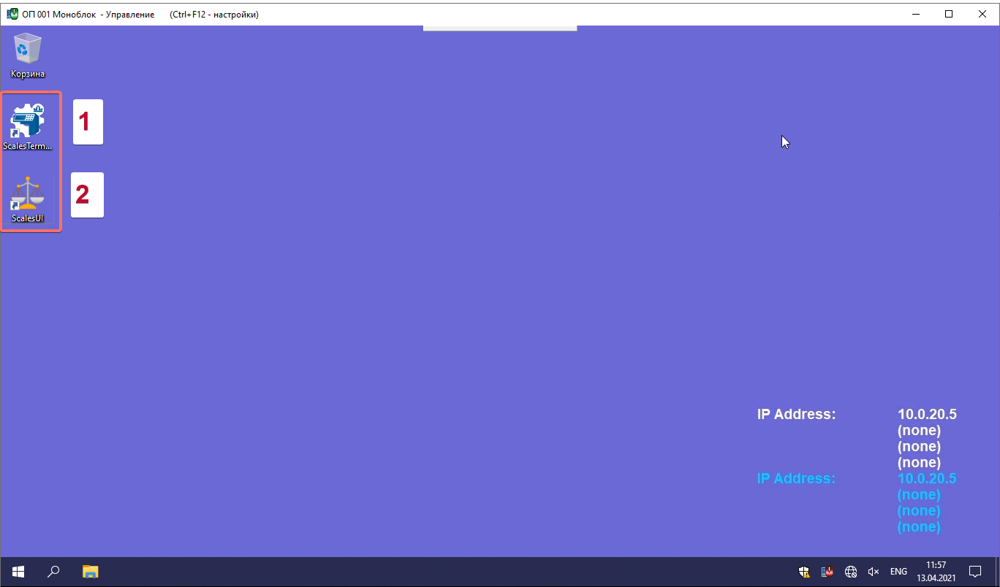 ОП 001 Моноблок - Управление (Ctrl+F12 - настройки)
Корзина
ScalesTerm...
1
ScalesUI
2
IP Address: 10.0.20.5
(none)
(none)
(none)
IP Address: 10.0.20.5
(none)
(none)
(none)
ENG
11:57
13.04.2021